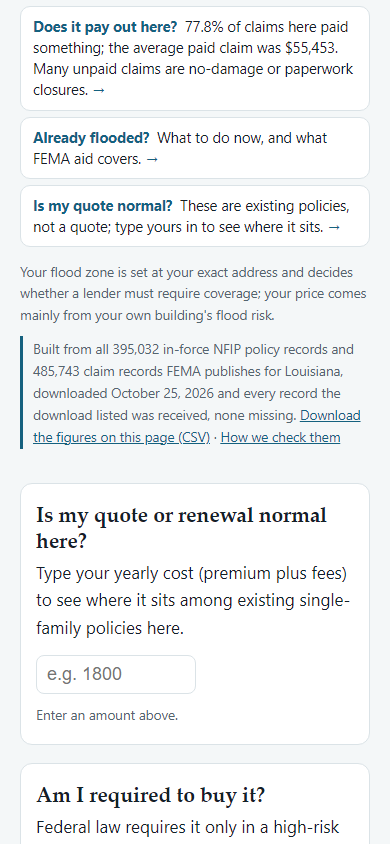 Does it pay out here? 77.8% of claims here paid
something; the average paid claim was $55,453.
Many unpaid claims are no-damage or paperwork
closures. →
Already flooded? What to do now, and what
FEMA aid covers. →
Is my quote normal? These are existing policies,
not a quote; type yours in to see where it sits. →
Your flood zone is set at your exact address and decides
whether a lender must require coverage; your price comes
mainly from your own building's flood risk.
Built from all 395,032 in-force NFIP policy records and
485,743 claim records FEMA publishes for Louisiana,
downloaded October 25, 2026 and every record the
download listed was received, none missing. Download
the figures on this page (CSV) · How we check them
Is my quote or renewal normal
here?
Type your yearly cost (premium plus fees)
to see where it sits among existing single-
family policies here.
e.g. 1800
Enter an amount above.
Am I required to buy it?
Federal law requires it only in a high-risk